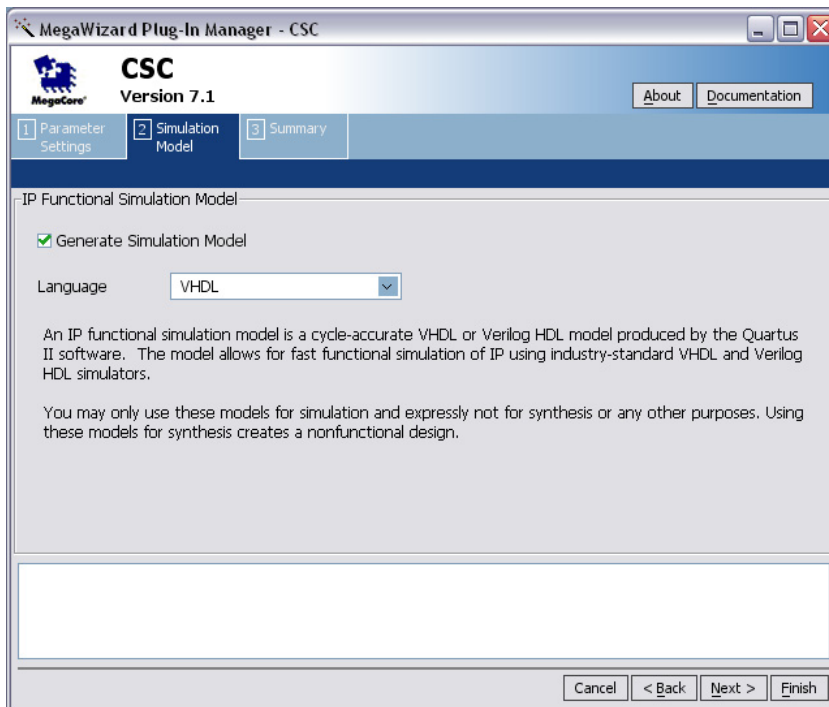 MegaWizard Plug-In Manager - CSC
MegaCore®
CSC
Version 7.1
About
Documentation
1 Parameter
Settings
2 Simulation
Model
3 Summary
IP Functional Simulation Model
Generate Simulation Model
Language
VHDL
An IP functional simulation model is a cycle-accurate VHDL or Verilog HDL model produced by the Quartus
II software. The model allows for fast functional simulation of IP using industry-standard VHDL and Verilog
HDL simulators.
You may only use these models for simulation and expressly not for synthesis or any other purposes. Using
these models for synthesis creates a nonfunctional design.
Cancel
< Back
Next >
Finish